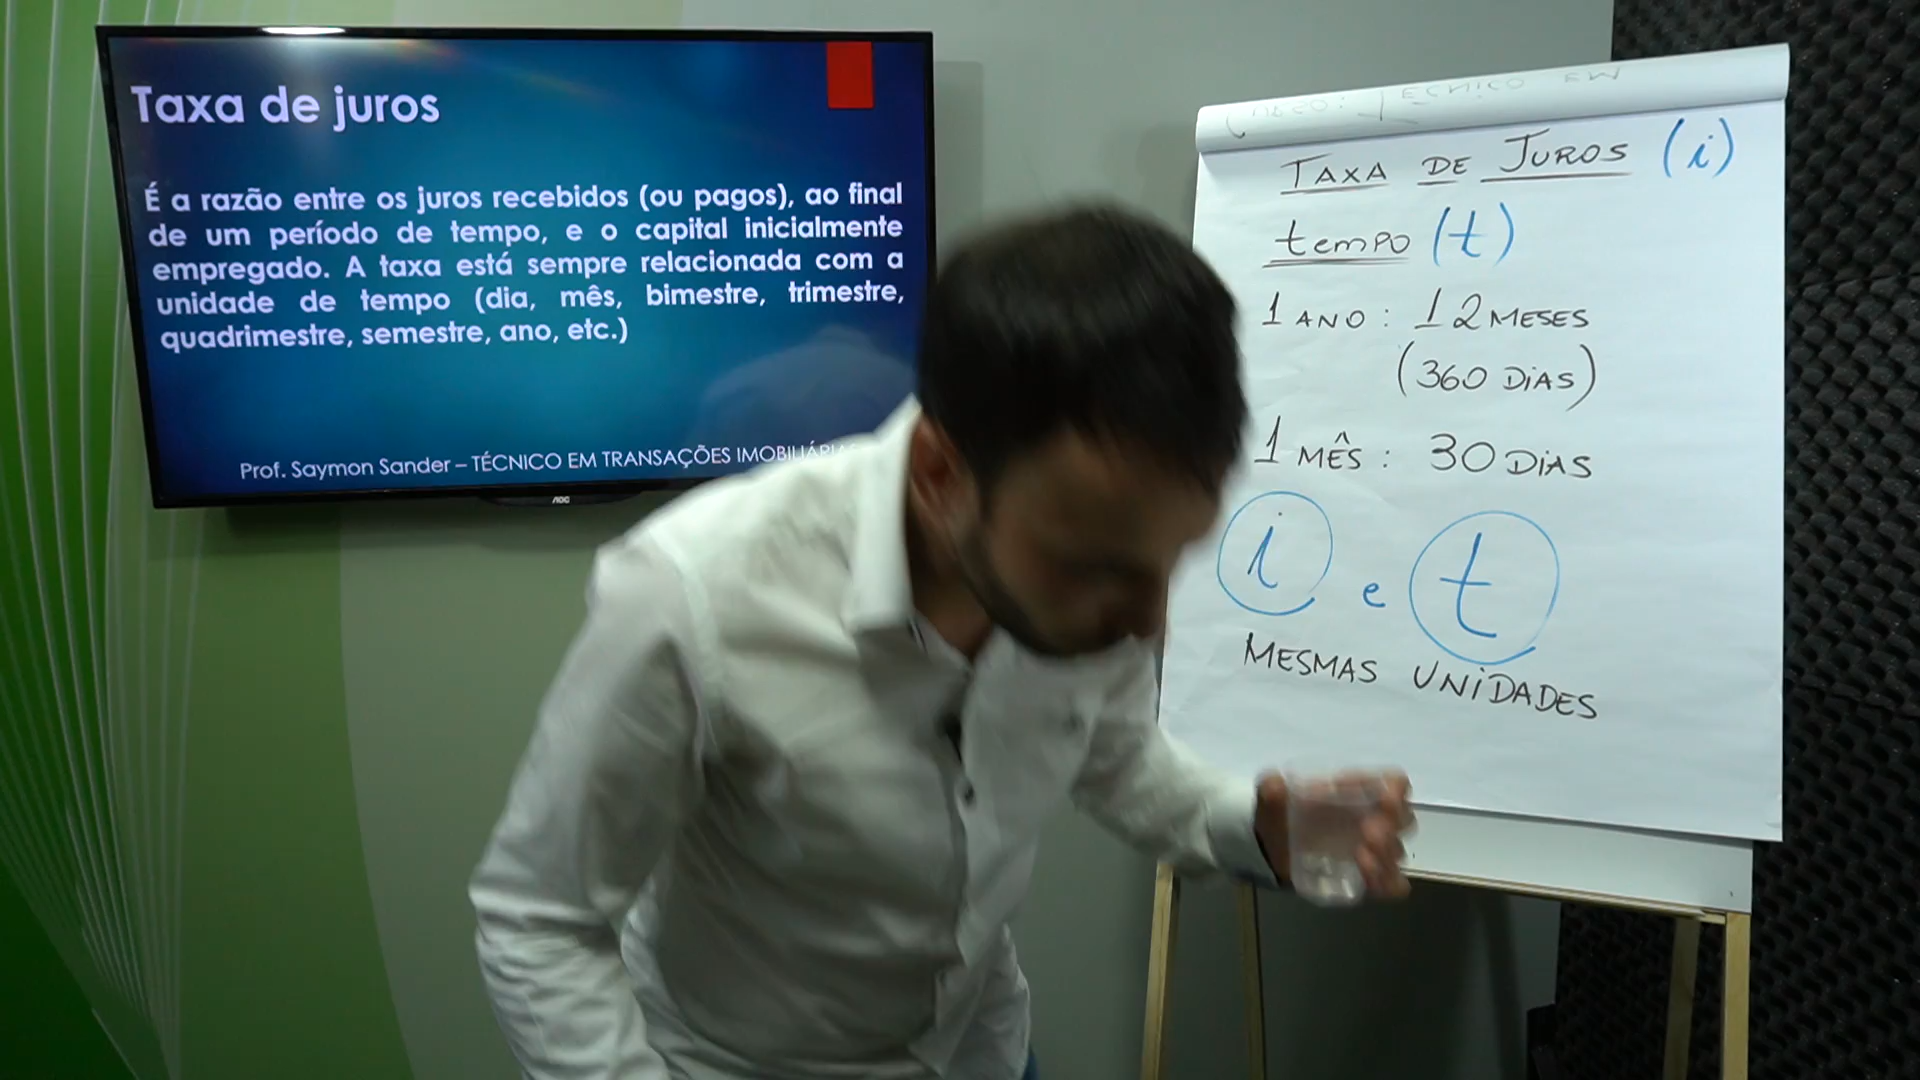 Taxa de juros
É a razão entre os juros recebidos (ou pagos), ao final
de um período de tempo, e o capital inicialmente
empregado. A taxa está sempre relacionada com a
unidade de tempo (dia, mês, bimestre, trimestre,
quadrimestre, semestre, ano, etc.)
Prof. Saymon Sander – TÉCNICO EM TRANSAÇÕES IMOBILIÁRIAS
AOC
TÉCNICO EM
TAXA DE JUROS (i)
tempo (t)
1 ANO : 12 MESES
(360 DIAS)
1 MÊS : 30 DIAS
i e t
MESMAS UNIDADES